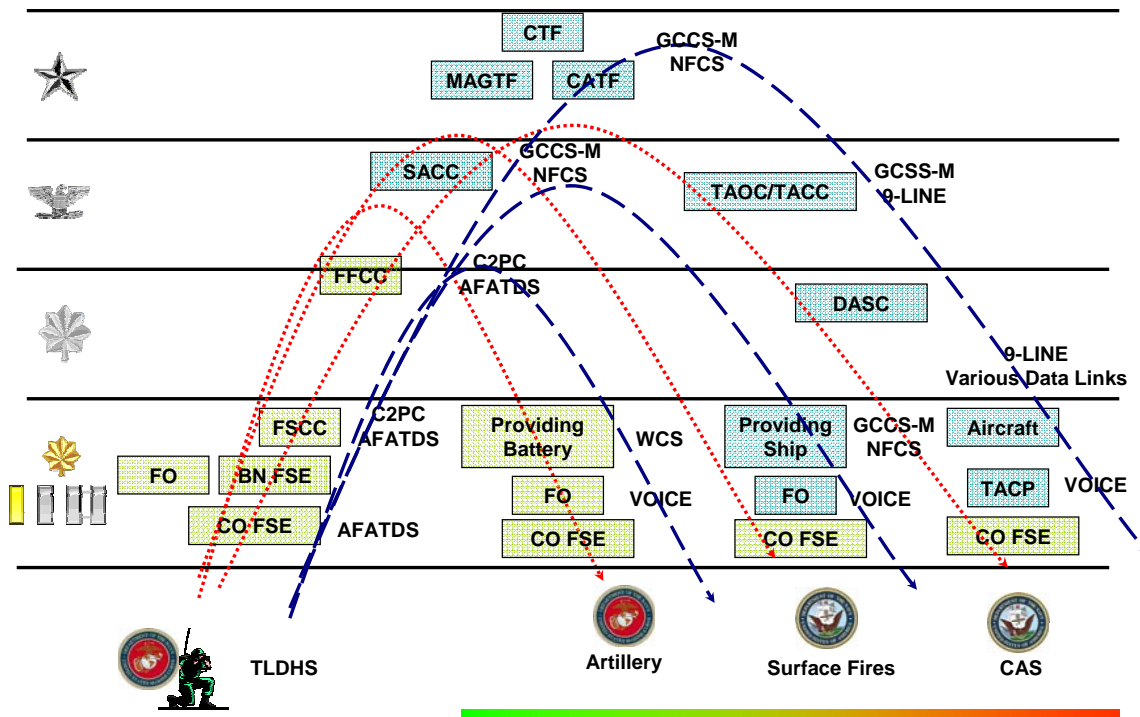 CTF
GCCS-M
NFCS
MAGTF
CATF
SACC
GCCS-M
NFCS
TAOC/TACC
GCSS-M
9-LINE
FFCC
C2PC
AFATDS
DASC
9-LINE
Various Data Links
FSCC
C2PC
AFATDS
Providing
Battery
WCS
Providing
Ship
GCCS-M
NFCS
Aircraft
FO
BN FSE
FO
VOICE
FO
VOICE
TACP
VOICE
CO FSE
AFATDS
CO FSE
CO FSE
CO FSE
TLDHS
Artillery
Surface Fires
CAS